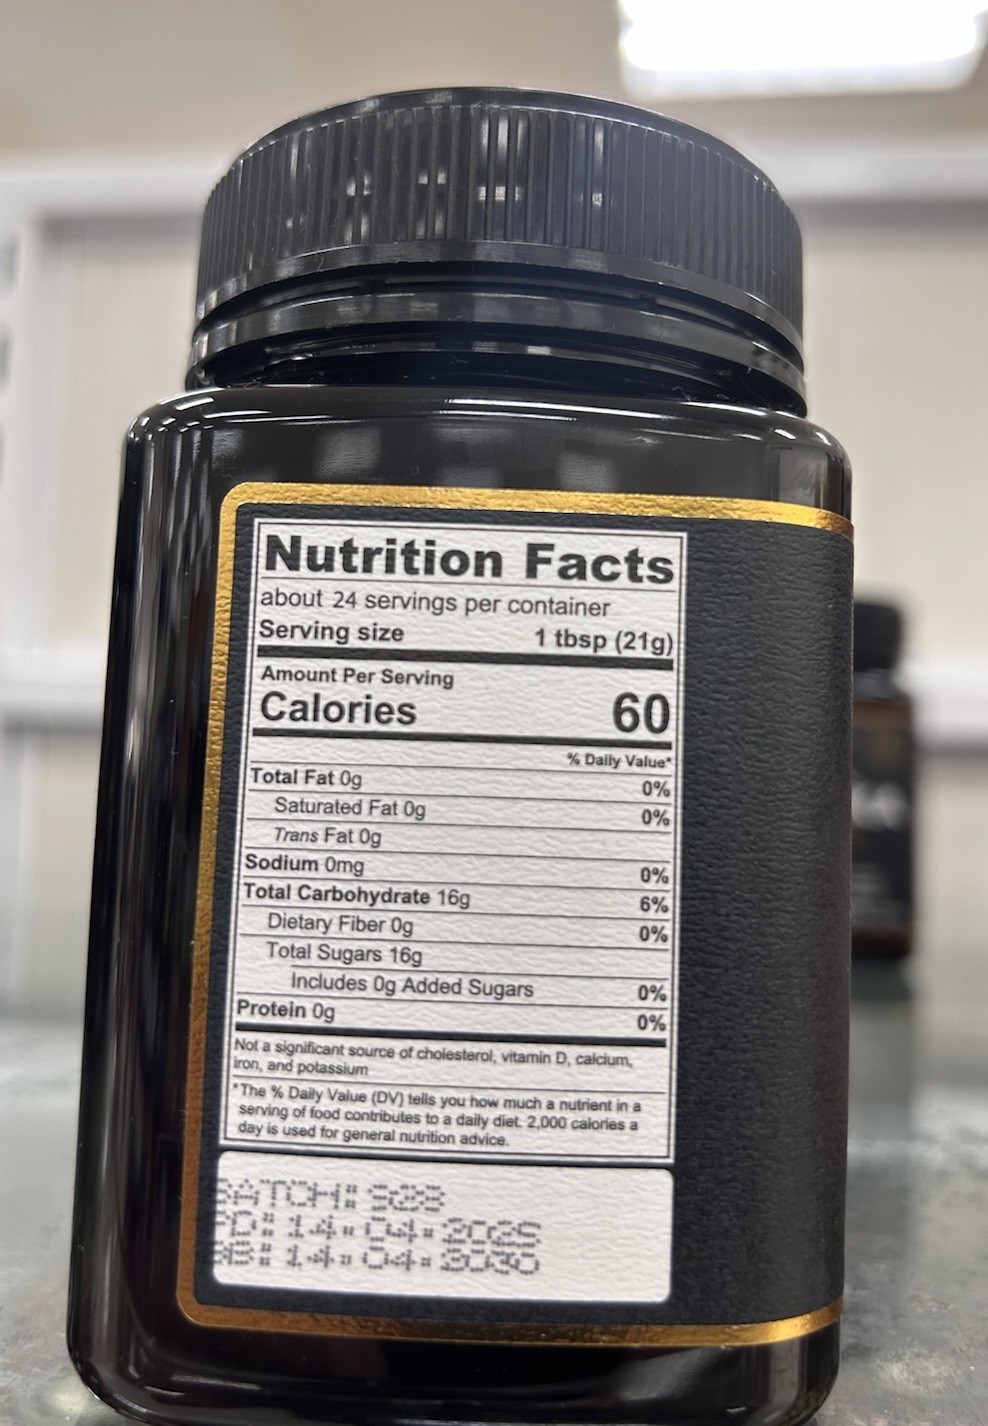 Nutrition Facts
about 24 servings per container
Serving size 1 tbsp (21g)
Amount Per Serving
Calories 60
% Daily Value*
Total Fat 0g 0%
Saturated Fat 0g 0%
Trans Fat 0g
Sodium 0mg 0%
Total Carbohydrate 16g 6%
Dietary Fiber 0g 0%
Total Sugars 16g
Includes 0g Added Sugars 0%
Protein 0g 0%
Not a significant source of cholesterol, vitamin D, calcium,
iron, and potassium
*The % Daily Value (DV) tells you how much a nutrient in a
serving of food contributes to a daily diet. 2,000 calories a
day is used for general nutrition advice.
BATCH:
PD: 14.04.2025
BB: 14.04.2030